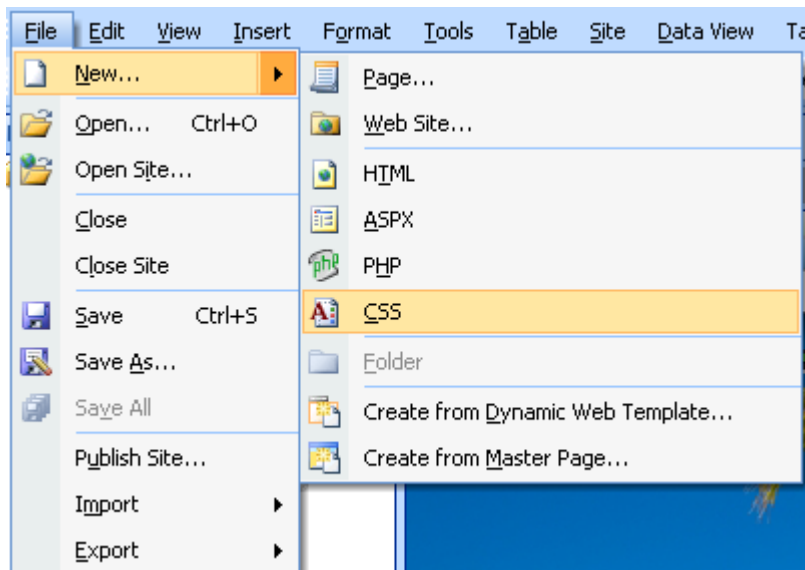 File Edit View Insert Format Tools Table Site Data View
New...
Open... Ctrl+O
Open Site...
Close
Close Site
Save Ctrl+S
Save As...
Save All
Publish Site...
Import
Export
Page...
Web Site...
HTML
ASPX
php PHP
CSS
Folder
Create from Dynamic Web Template...
Create from Master Page...